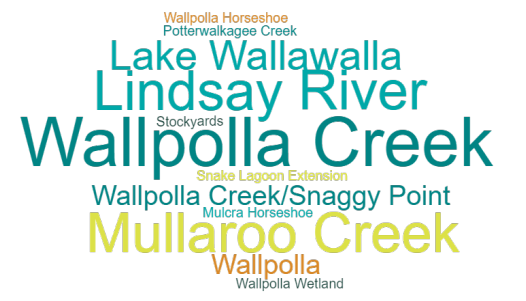 Wallpolla Horseshoe
Potterwalkagee Creek
Lake Wallawalla
Lindsay River
Stockyards
Wallpolla Creek
Snake Lagoon Extension
Wallpolla Creek/Snaggy Point
Mulcra Horseshoe
Mullaroo Creek
Wallpolla
Wallpolla Wetland